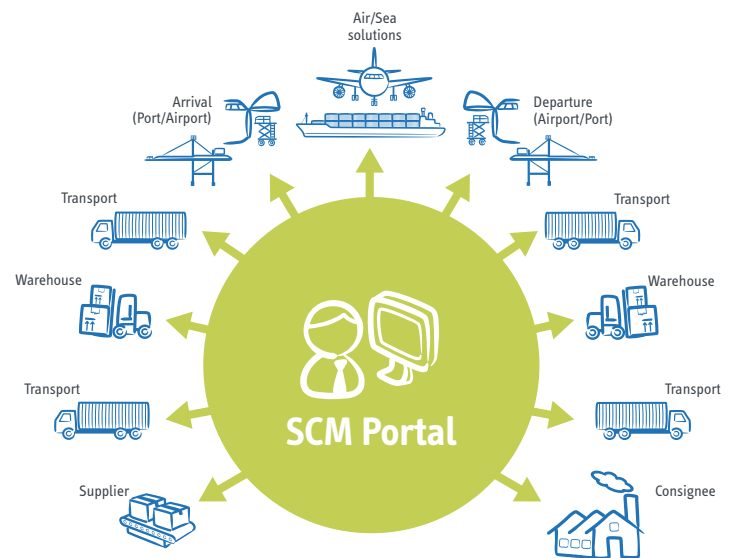 Air/Sea
solutions
Arrival
(Port/Airport)
Departure
(Airport/Port)
Transport
Transport
Warehouse
Warehouse
Transport
Transport
SCM Portal
Supplier
Consignee